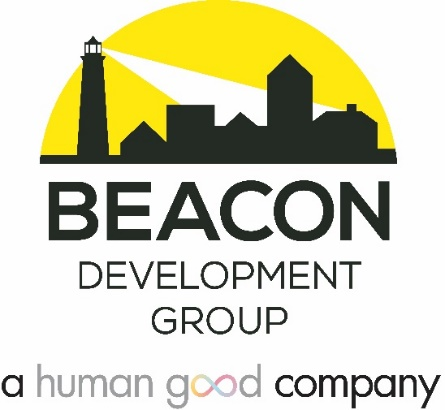 BEACON
DEVELOPMENT
GROUP
a human good company